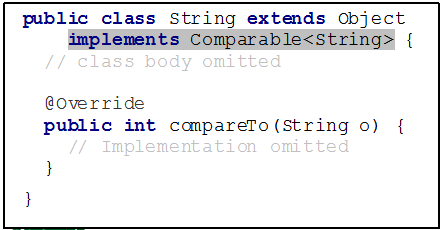 public class String extends Object
implements Comparable<String> {
// class body omitted
@Override
public int compareTo(String o) {
// Implementation omitted
}
}